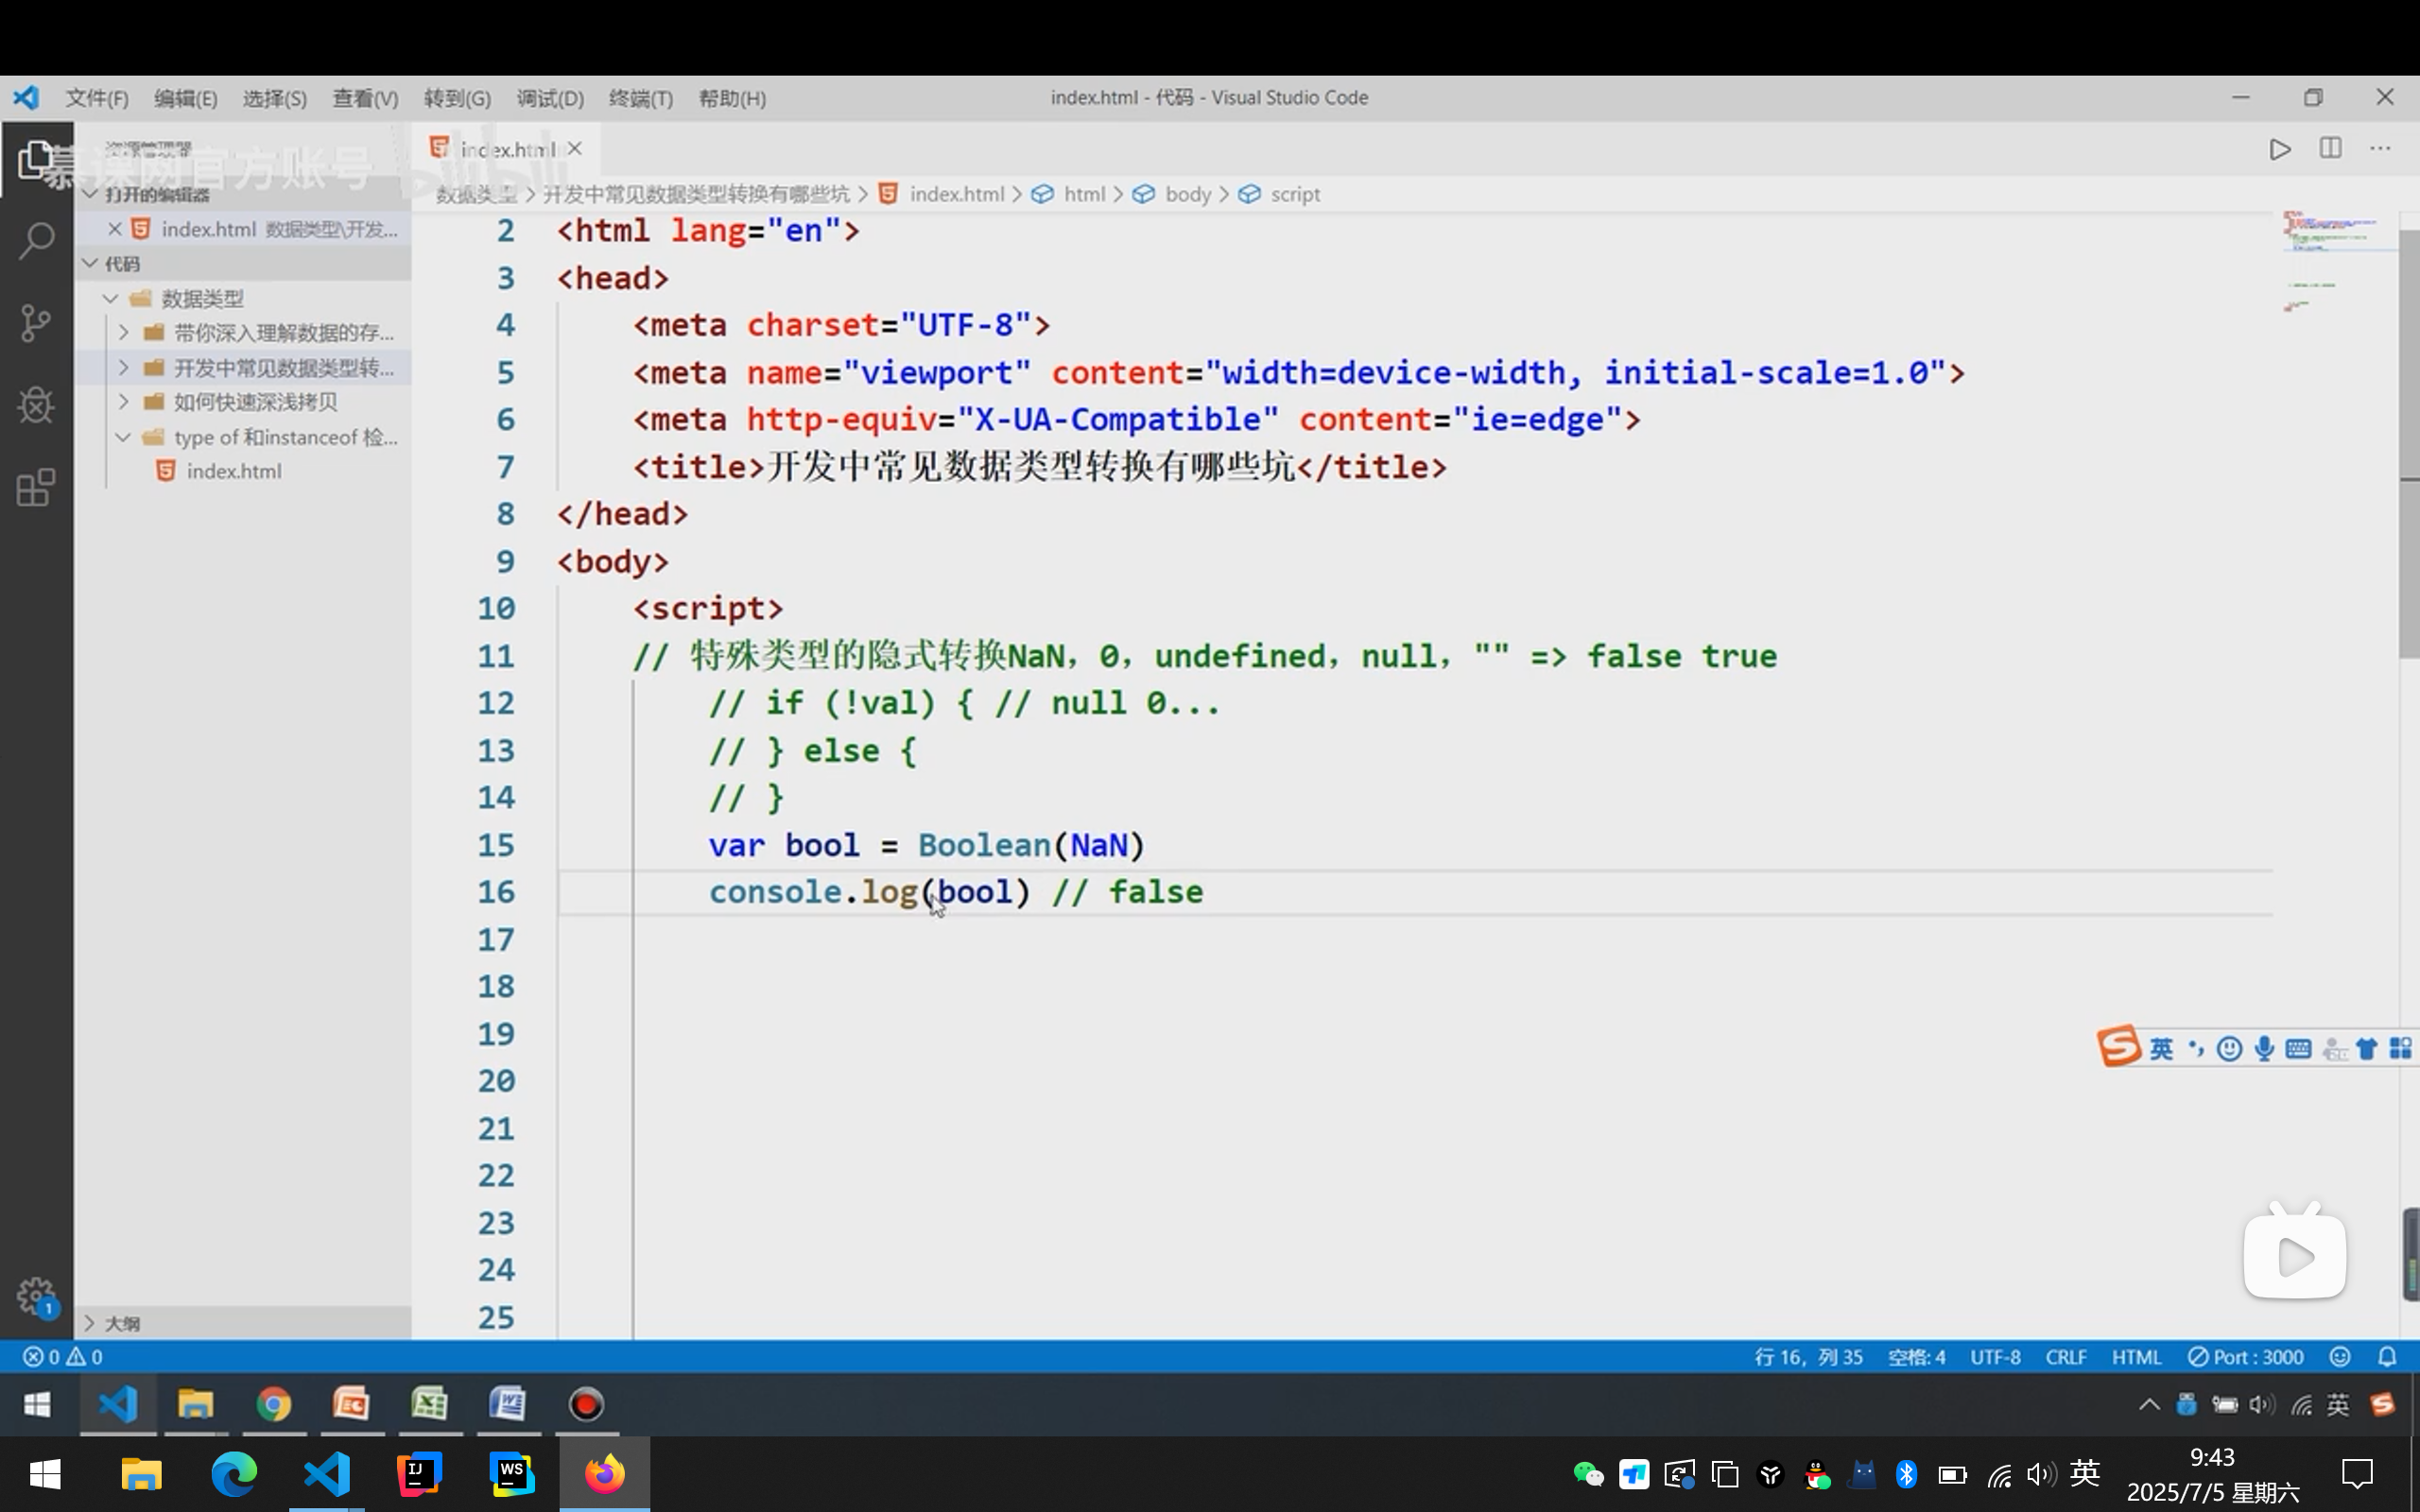 文件(F) 编辑(E) 选择(S) 查看(V) 转到(G) 调试(D) 终端(T) 帮助(H) index.html - 代码 - Visual Studio Code
资源管理器
慕课网官方账号 bilibili
index.html
打开的编辑器
数据类型 > 开发中常见数据类型转换有哪些坑 > index.html > html > body > script
index.html 数据类型\开发...
代码
数据类型
带你深入理解数据的存...
开发中常见数据类型转...
如何快速深浅拷贝
type of 和instanceof 检...
index.html
大纲
2 <html lang="en">
3 <head>
4 <meta charset="UTF-8">
5 <meta name="viewport" content="width=device-width, initial-scale=1.0">
6 <meta http-equiv="X-UA-Compatible" content="ie=edge">
7 <title>开发中常见数据类型转换有哪些坑</title>
8 </head>
9 <body>
10 <script>
11 // 特殊类型的隐式转换NaN，0，undefined，null，"" => false true
12 // if (!val) { // null 0...
13 // } else {
14 // }
15 var bool = Boolean(NaN)
16 console.log(bool) // false
17
18
19
20
21
22
23
24
25
英
1
0 0 行 16，列 35 空格: 4 UTF-8 CRLF HTML Port : 3000
英
IJ WS 英
9:43
2025/7/5 星期六